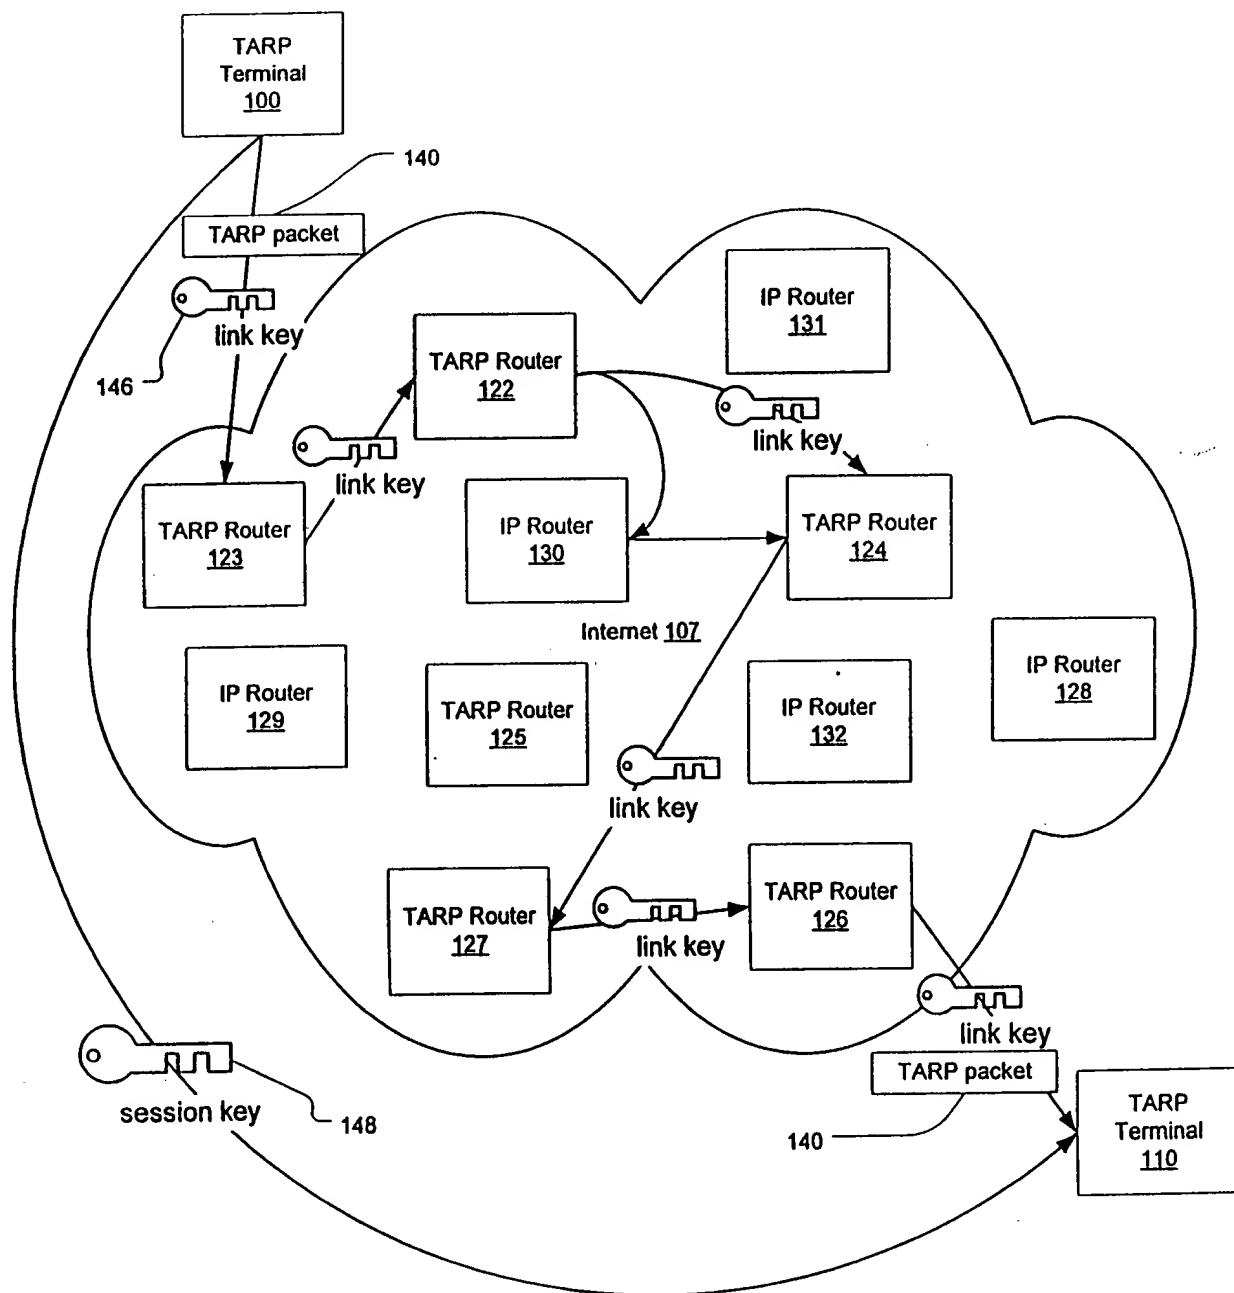 TARP
Terminal
100
140
TARP packet
link key
146
IP Router
131
TARP Router
122
link key
link key
TARP Router
123
IP Router
130
TARP Router
124
Internet 107
IP Router
129
TARP Router
125
IP Router
132
IP Router
128
link key
TARP Router
127
link key
TARP Router
126
link key
TARP packet
session key
148
140
TARP
Terminal
110